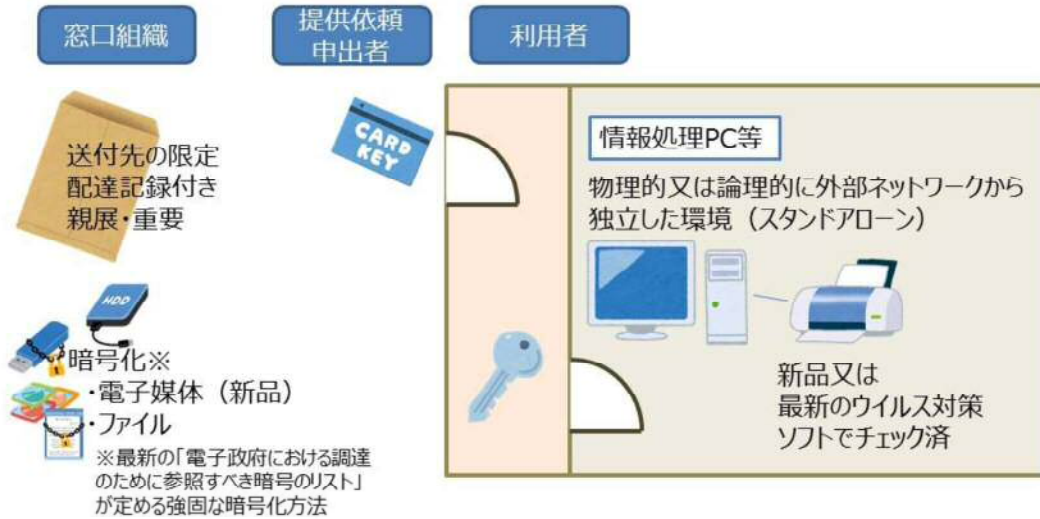 窓口組織
提供依頼
申出者
利用者
送付先の限定
配達記録付き
親展・重要
CARD
KEY
情報処理PC等
物理的又は論理的に外部ネットワークから
独立した環境（スタンドアローン）
HDD
暗号化※
・電子媒体（新品）
・ファイル
※最新の「電子政府における調達
のために参照すべき暗号のリスト」
が定める強固な暗号化方法
新品又は
最新のウイルス対策
ソフトでチェック済